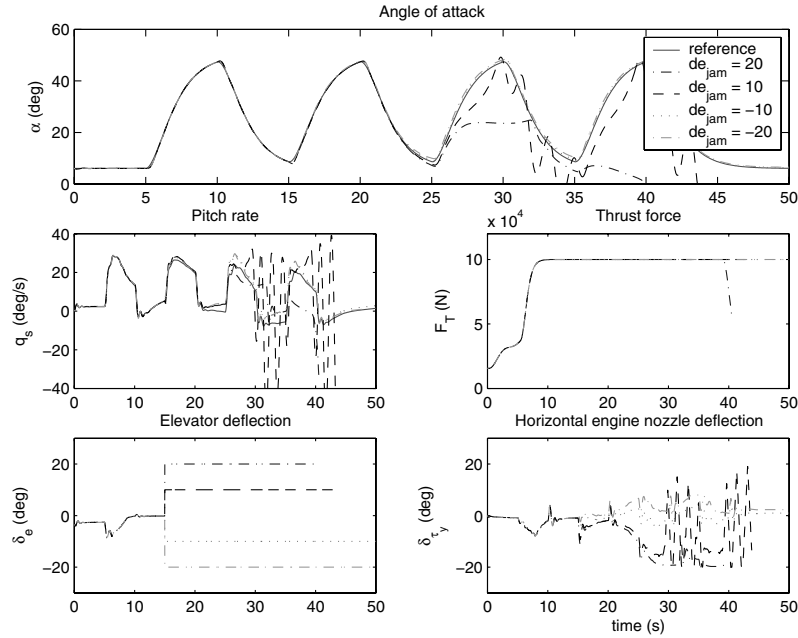 Angle of attack
60
40
20
0
α (deg)
0 5 10 15 20 25 30 35 40 45 50
reference
de_jam = 20
de_jam = 10
de_jam = −10
de_jam = −20
Pitch rate
40
20
0
−20
−40
q_s (deg/s)
0 10 20 30 40 50
Thrust force
x 10^4
10
5
0
F_T (N)
0 10 20 30 40 50
Elevator deflection
20
0
−20
δ_e (deg)
0 10 20 30 40 50
Horizontal engine nozzle deflection
20
0
−20
δ_τ_y (deg)
0 10 20 30 40 50
time (s)